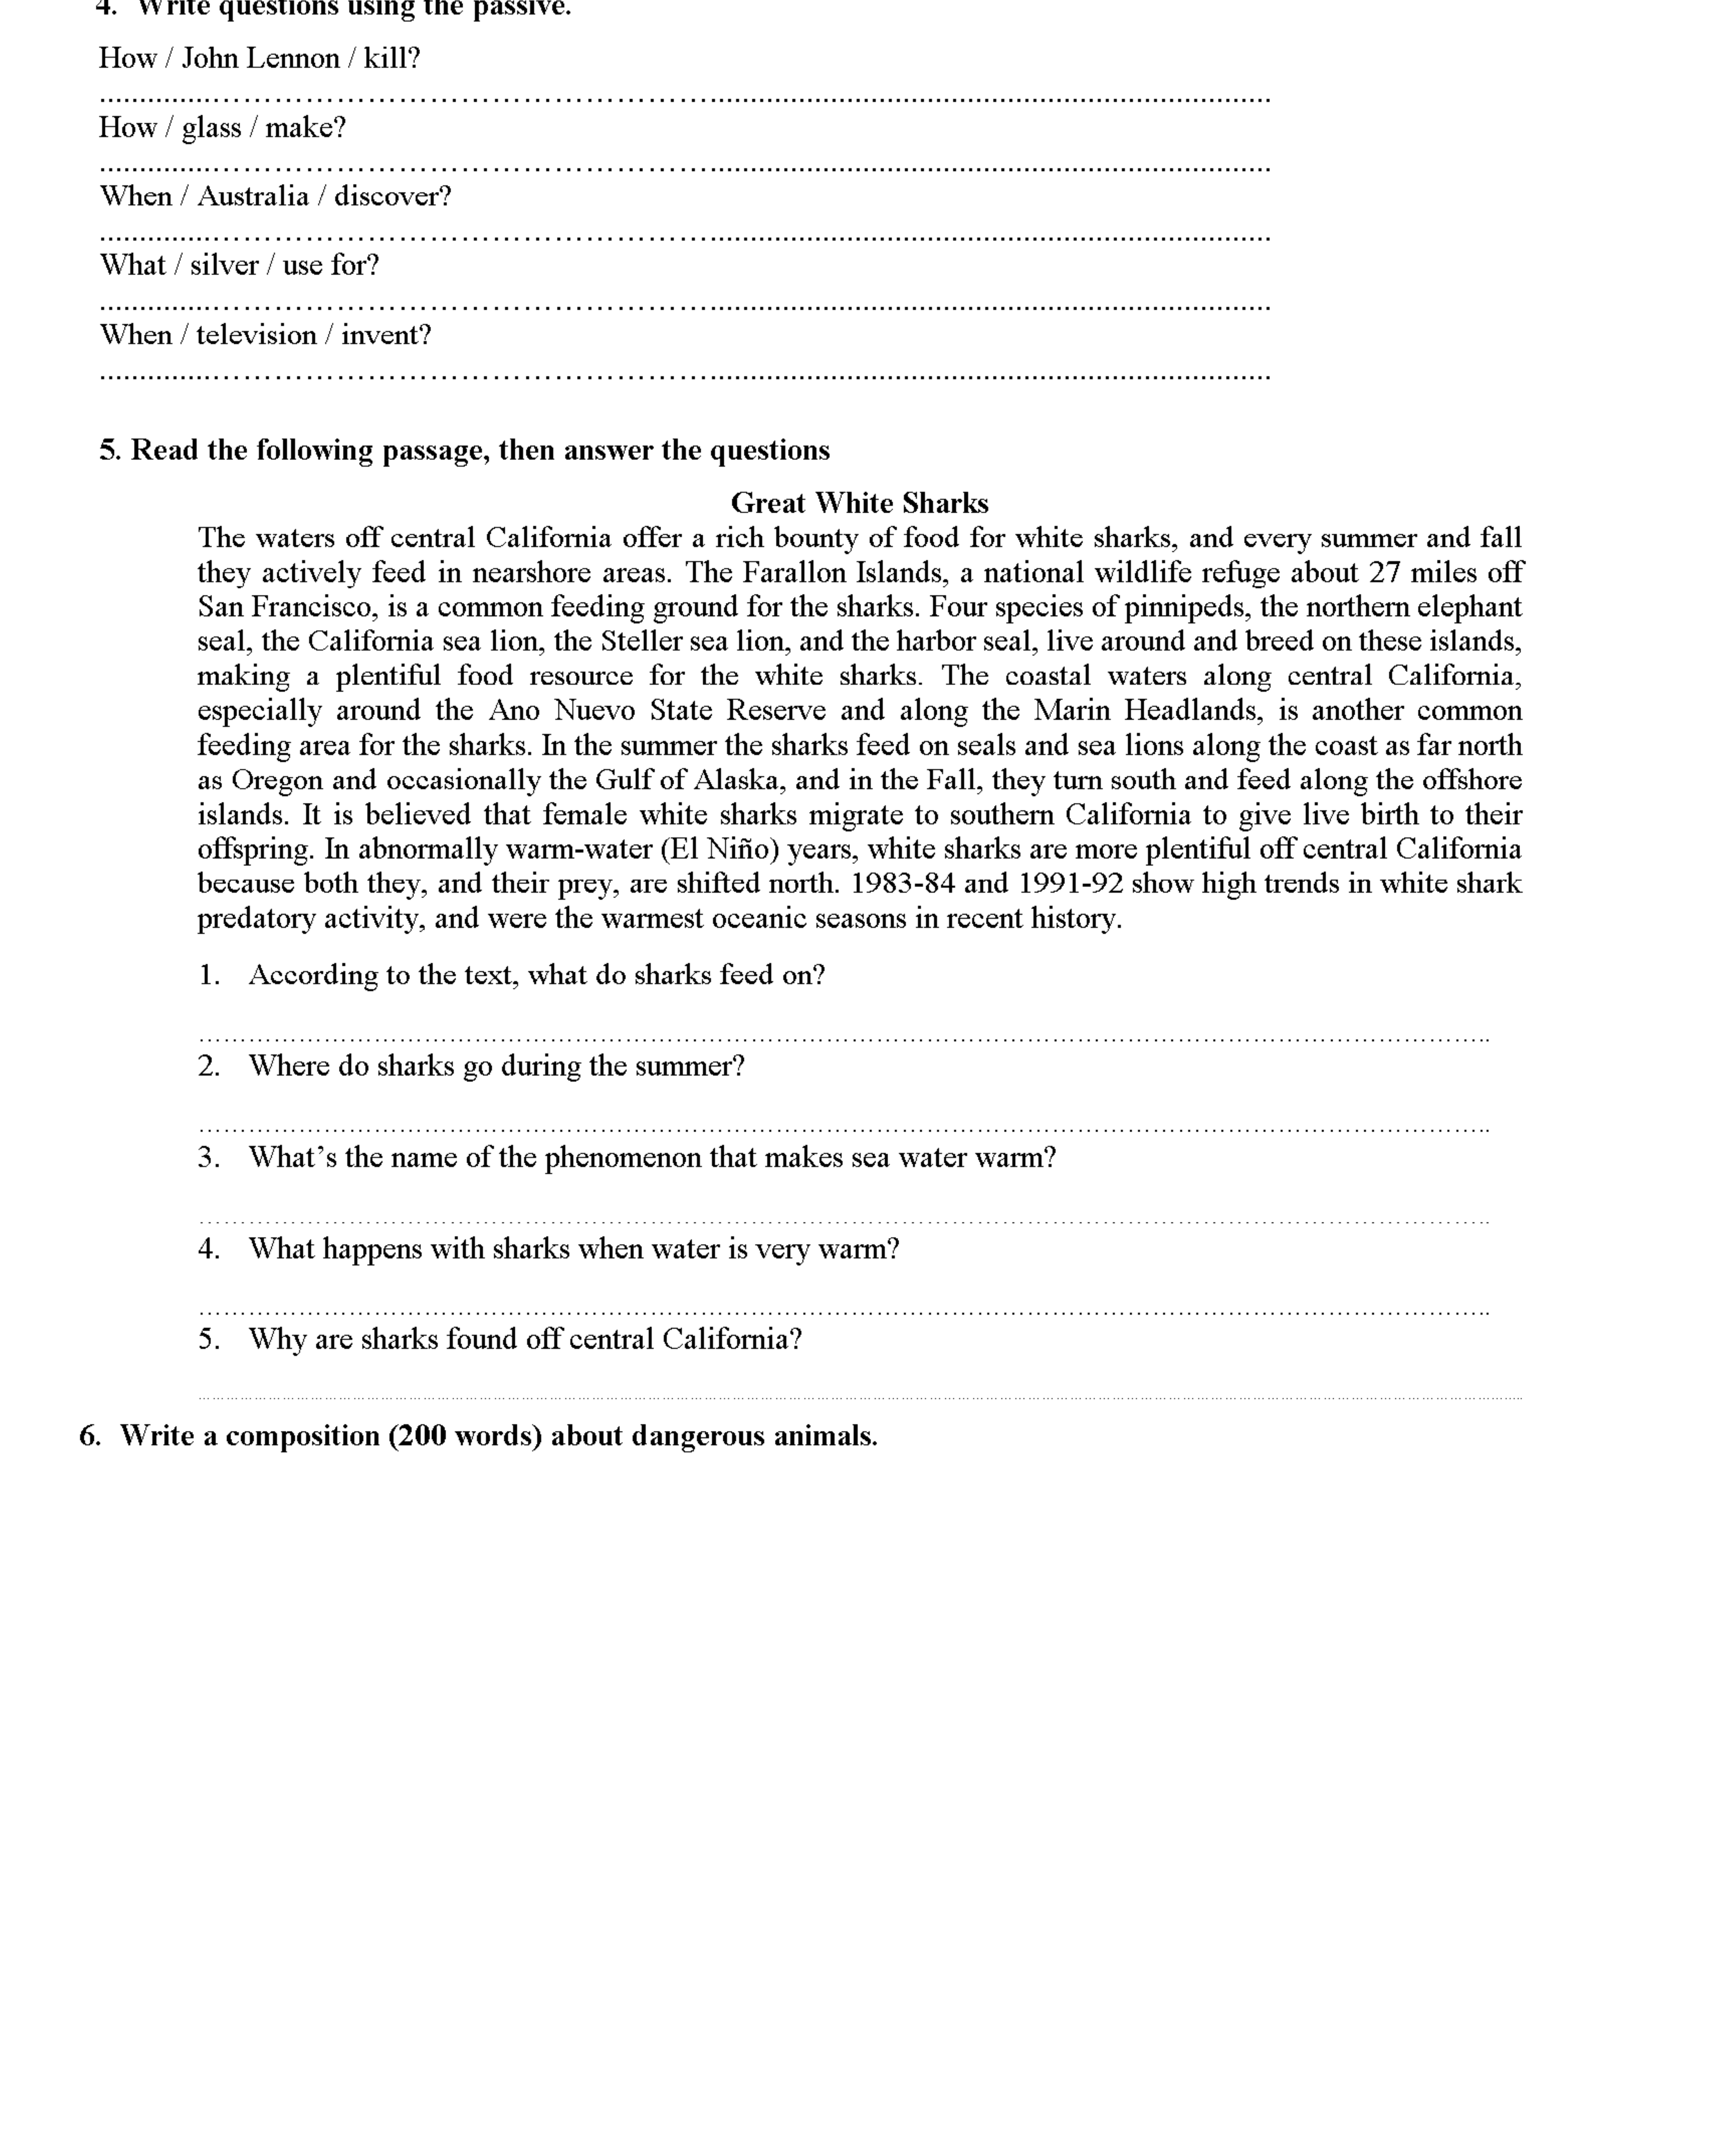 4. Write questions using the passive.
How / John Lennon / kill?
................................................................................
How / glass / make?
................................................................................
When / Australia / discover?
................................................................................
What / silver / use for?
................................................................................
When / television / invent?
................................................................................
5. Read the following passage, then answer the questions
Great White Sharks
The waters off central California offer a rich bounty of food for white sharks, and every summer and fall
they actively feed in nearshore areas. The Farallon Islands, a national wildlife refuge about 27 miles off
San Francisco, is a common feeding ground for the sharks. Four species of pinnipeds, the northern elephant
seal, the California sea lion, the Steller sea lion, and the harbor seal, live around and breed on these islands,
making a plentiful food resource for the white sharks. The coastal waters along central California,
especially around the Ano Nuevo State Reserve and along the Marin Headlands, is another common
feeding area for the sharks. In the summer the sharks feed on seals and sea lions along the coast as far north
as Oregon and occasionally the Gulf of Alaska, and in the Fall, they turn south and feed along the offshore
islands. It is believed that female white sharks migrate to southern California to give live birth to their
offspring. In abnormally warm-water (El Niño) years, white sharks are more plentiful off central California
because both they, and their prey, are shifted north. 1983-84 and 1991-92 show high trends in white shark
predatory activity, and were the warmest oceanic seasons in recent history.
1. According to the text, what do sharks feed on?
................................................................................
2. Where do sharks go during the summer?
................................................................................
3. What’s the name of the phenomenon that makes sea water warm?
................................................................................
4. What happens with sharks when water is very warm?
................................................................................
5. Why are sharks found off central California?
................................................................................
6. Write a composition (200 words) about dangerous animals.